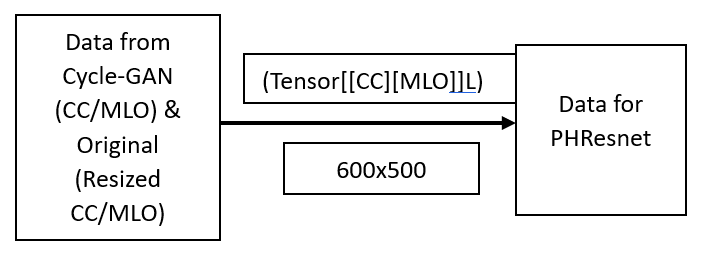 Data from
Cycle-GAN
(CC/MLO) &
Original
(Resized
CC/MLO)
(Tensor[[CC][MLO]]L)
600x500
Data for
PHResnet